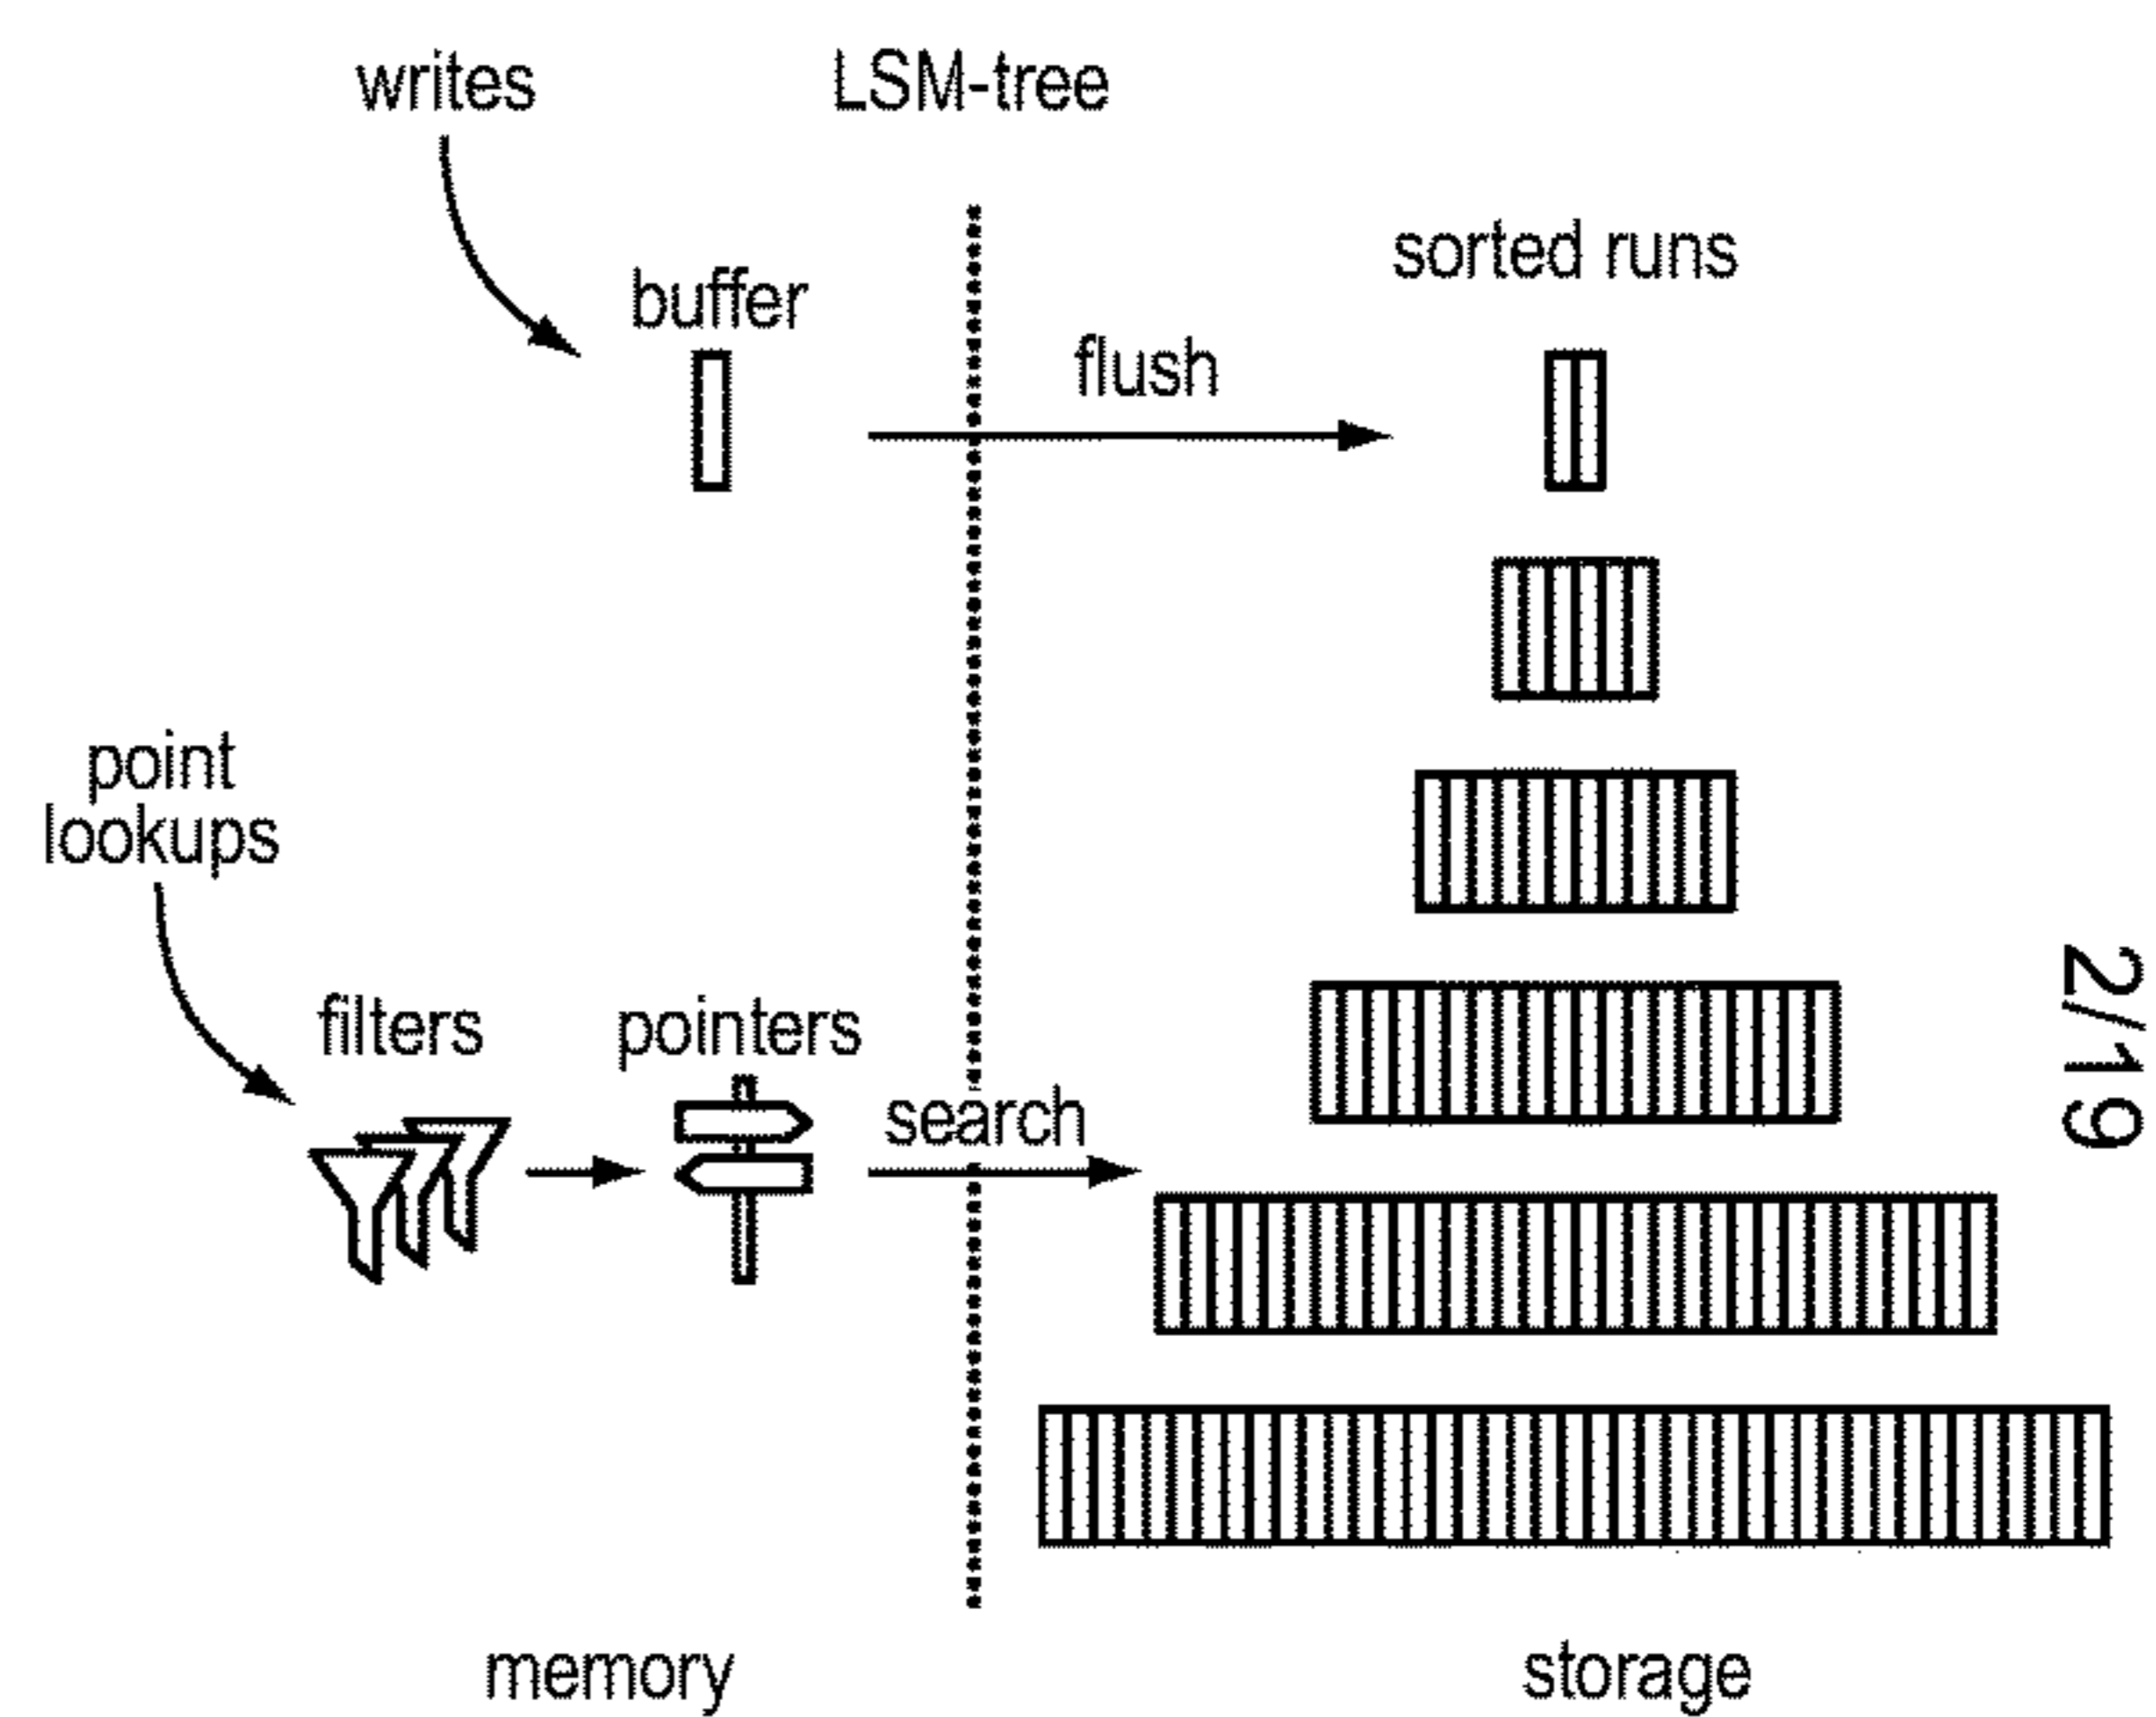 writes
LSM-tree
buffer
flush
sorted runs
point
lookups
filters
pointers
search
2/19
memory
storage